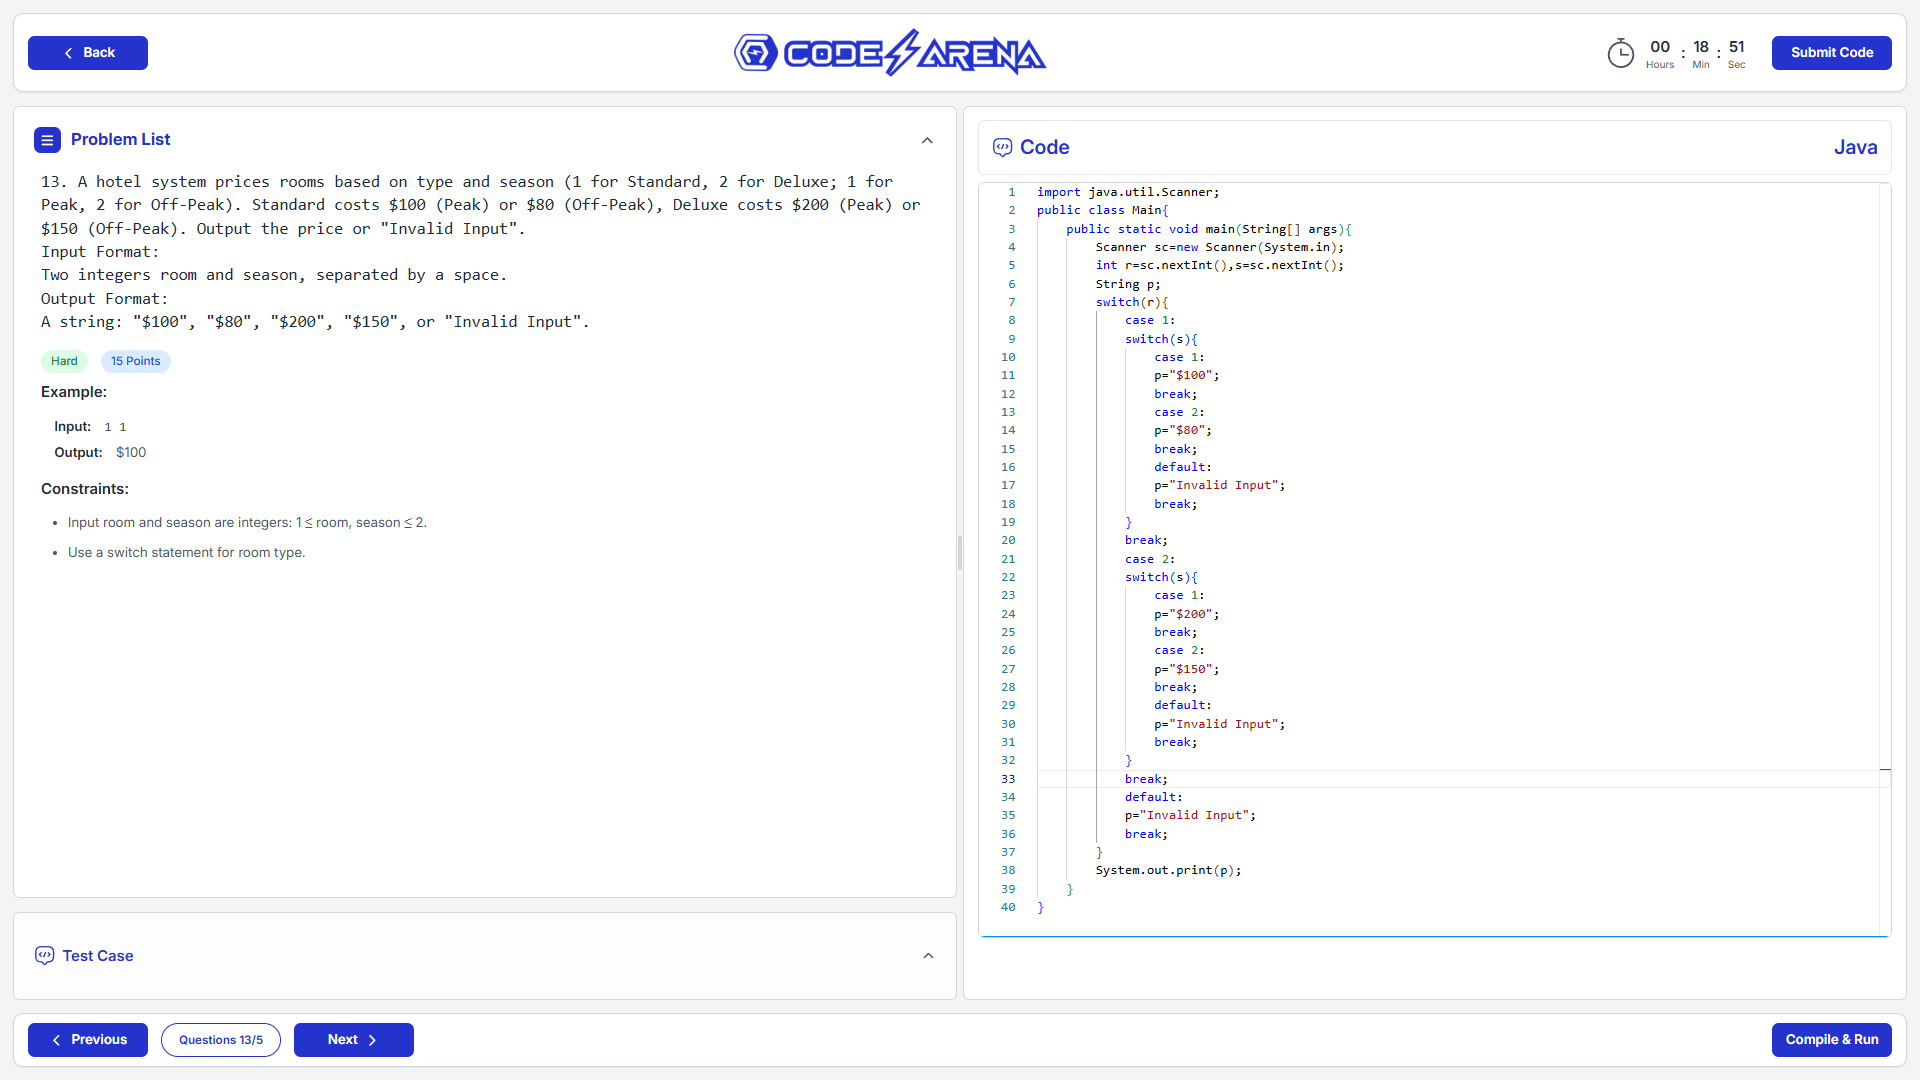 Back
CODE ARENA
00 : 18 : 51
Hours Min Sec
Submit Code
Problem List
13. A hotel system prices rooms based on type and season (1 for Standard, 2 for Deluxe; 1 for
Peak, 2 for Off-Peak). Standard costs $100 (Peak) or $80 (Off-Peak), Deluxe costs $200 (Peak) or
$150 (Off-Peak). Output the price or "Invalid Input".
Input Format:
Two integers room and season, separated by a space.
Output Format:
A string: "$100", "$80", "$200", "$150", or "Invalid Input".
Hard 15 Points
Example:
Input: 1 1
Output: $100
Constraints:
Input room and season are integers: 1 ≤ room, season ≤ 2.
Use a switch statement for room type.
Test Case
Code
Java
1 import java.util.Scanner;
2 public class Main{
3 public static void main(String[] args){
4 Scanner sc=new Scanner(System.in);
5 int r=sc.nextInt(),s=sc.nextInt();
6 String p;
7 switch(r){
8 case 1:
9 switch(s){
10 case 1:
11 p="$100";
12 break;
13 case 2:
14 p="$80";
15 break;
16 default:
17 p="Invalid Input";
18 break;
19 }
20 break;
21 case 2:
22 switch(s){
23 case 1:
24 p="$200";
25 break;
26 case 2:
27 p="$150";
28 break;
29 default:
30 p="Invalid Input";
31 break;
32 }
33 break;
34 default:
35 p="Invalid Input";
36 break;
37 }
38 System.out.print(p);
39 }
40 }
Previous
Questions 13/5
Next
Compile & Run